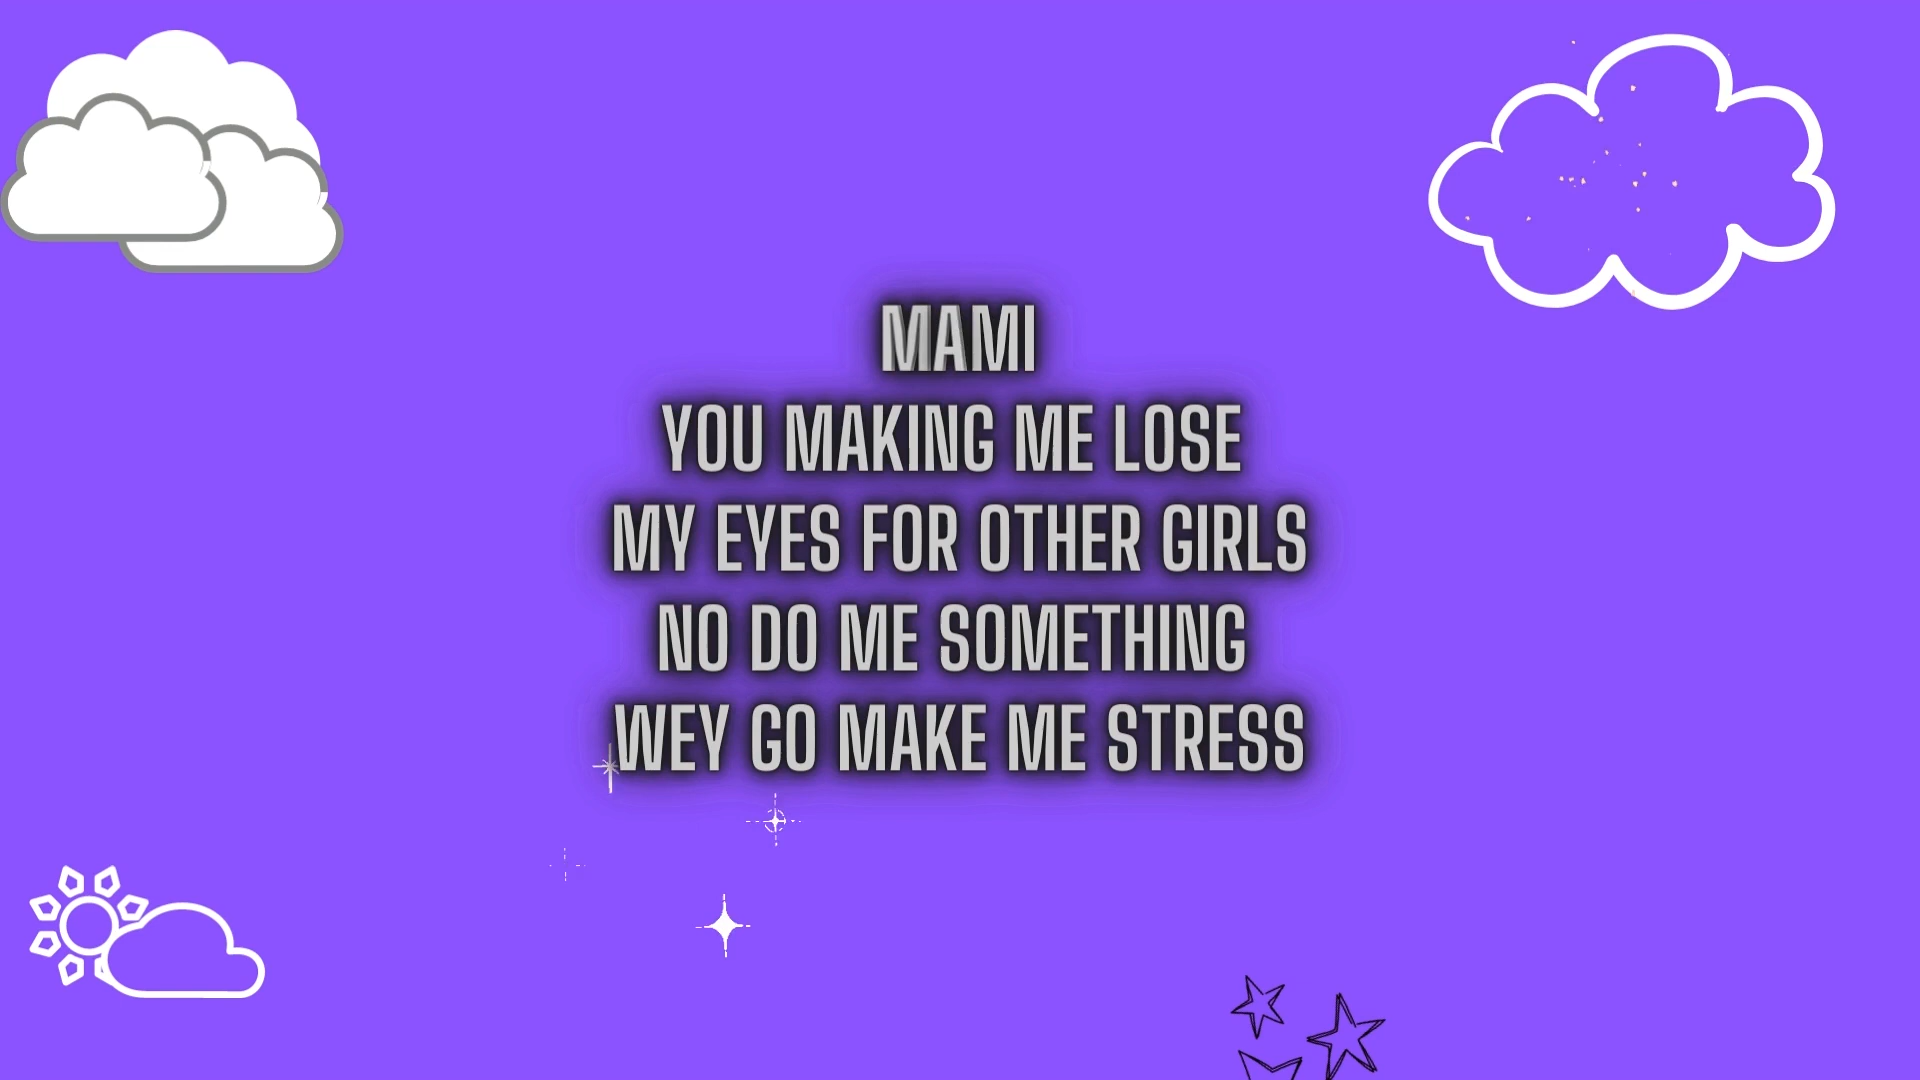 MAMI
YOU MAKING ME LOSE
MY EYES FOR OTHER GIRLS
NO DO ME SOMETHING
WEY GO MAKE ME STRESS